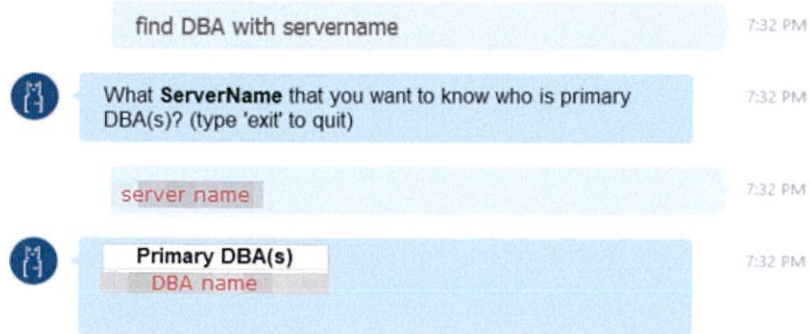 find DBA with servername
7:32 PM
What ServerName that you want to know who is primary
7:32 PM
DBA(s)? (type 'exit' to quit)
server name
7:32 PM
Primary DBA(s)
7:32 PM
DBA name